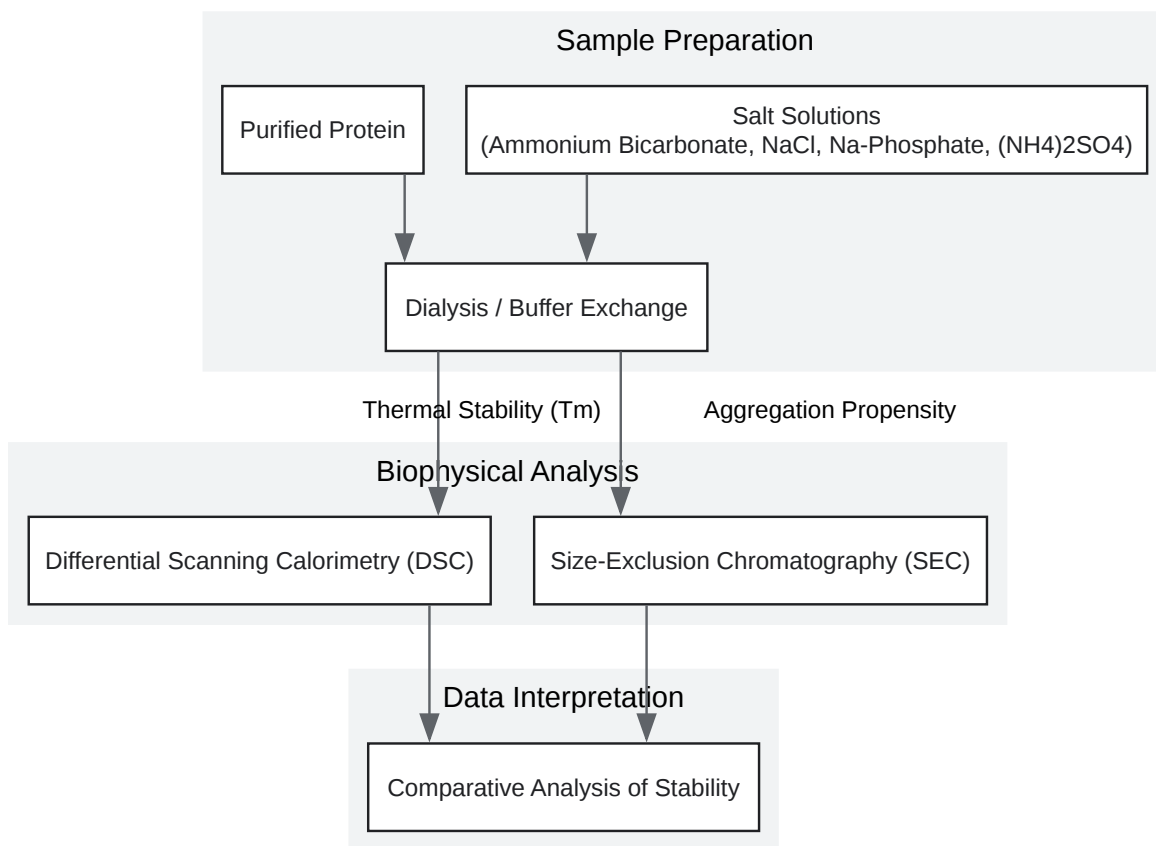 Sample Preparation
Purified Protein
Salt Solutions
(Ammonium Bicarbonate, NaCl, Na-Phosphate, (NH4)2SO4)
Dialysis / Buffer Exchange
Thermal Stability (Tm)
Aggregation Propensity
Biophysical Analysis
Differential Scanning Calorimetry (DSC)
Size-Exclusion Chromatography (SEC)
Data Interpretation
Comparative Analysis of Stability